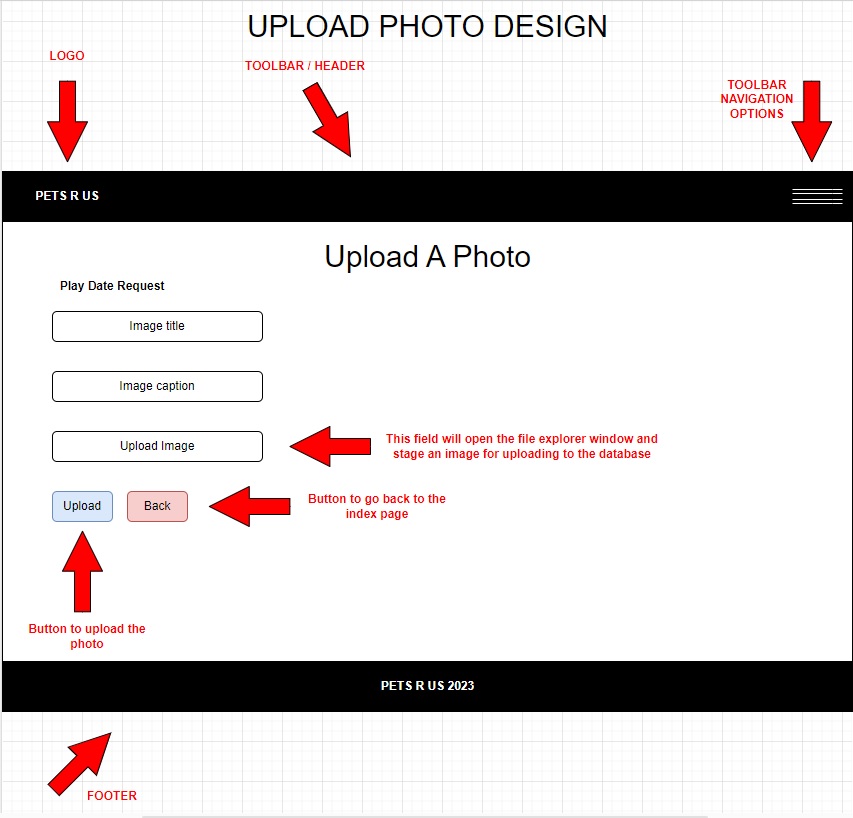 UPLOAD PHOTO DESIGN
LOGO
TOOLBAR / HEADER
TOOLBAR
NAVIGATION
OPTIONS
PETS R US
Upload A Photo
Play Date Request
Image title
Image caption
Upload Image
This field will open the file explorer window and
stage an image for uploading to the database
Upload
Back
Button to go back to the
index page
Button to upload the
photo
PETS R US 2023
FOOTER